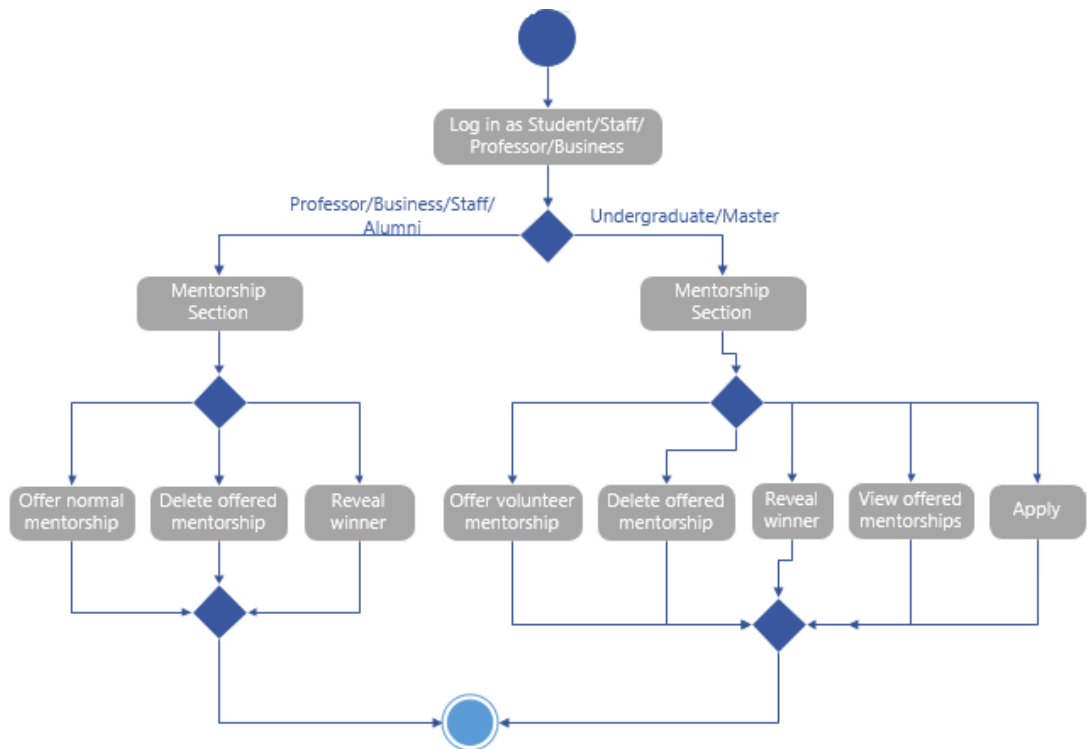 Log in as Student/Staff/
Professor/Business
Professor/Business/Staff/
Alumni
Undergraduate/Master
Mentorship
Section
Mentorship
Section
Offer normal
mentorship
Delete offered
mentorship
Reveal
winner
Offer volunteer
mentorship
Delete offered
mentorship
Reveal
winner
View offered
mentorships
Apply